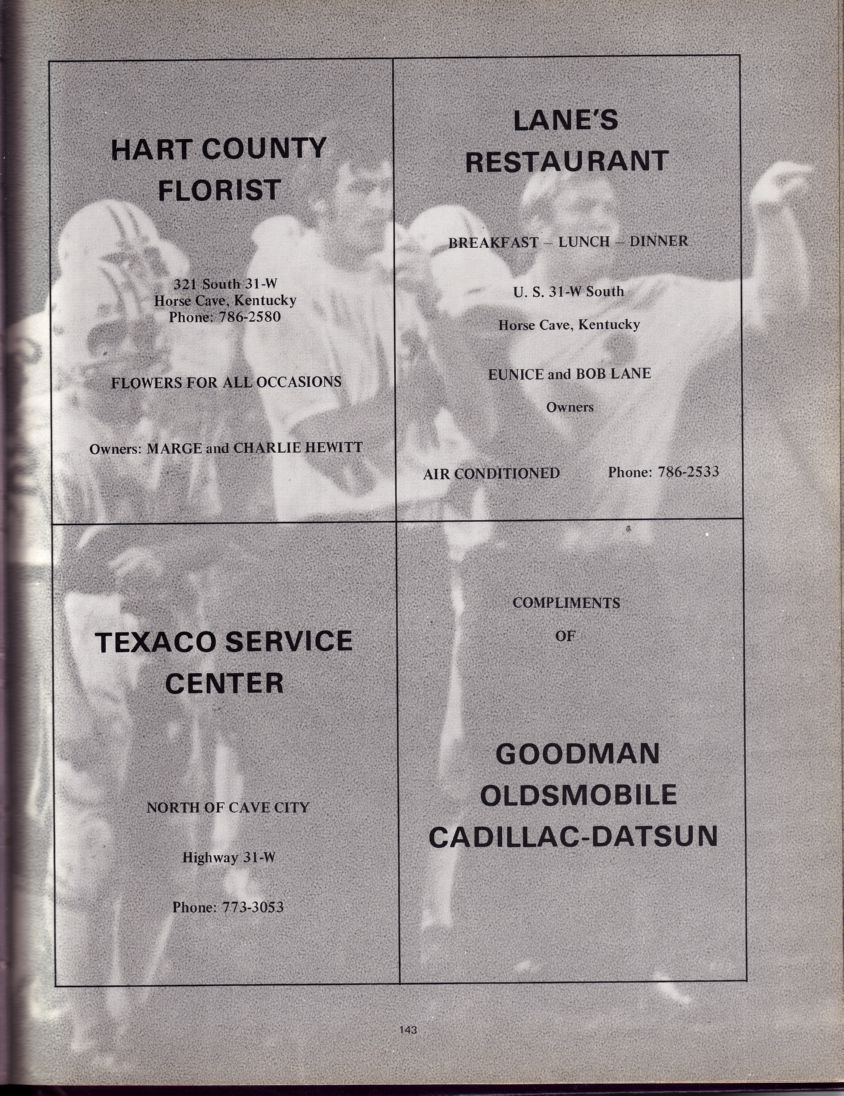 HART COUNTY
FLORIST
321 South 31-W
Horse Cave, Kentucky
Phone: 786-2580
FLOWERS FOR ALL OCCASIONS
Owners: MARGE and CHARLIE HEWITT
LANE'S
RESTAURANT
BREAKFAST – LUNCH – DINNER
U. S. 31-W South
Horse Cave, Kentucky
EUNICE and BOB LANE
Owners
AIR CONDITIONED Phone: 786-2533
TEXACO SERVICE
CENTER
NORTH OF CAVE CITY
Highway 31-W
Phone: 773-3053
COMPLIMENTS
OF
GOODMAN
OLDSMOBILE
CADILLAC-DATSUN
143